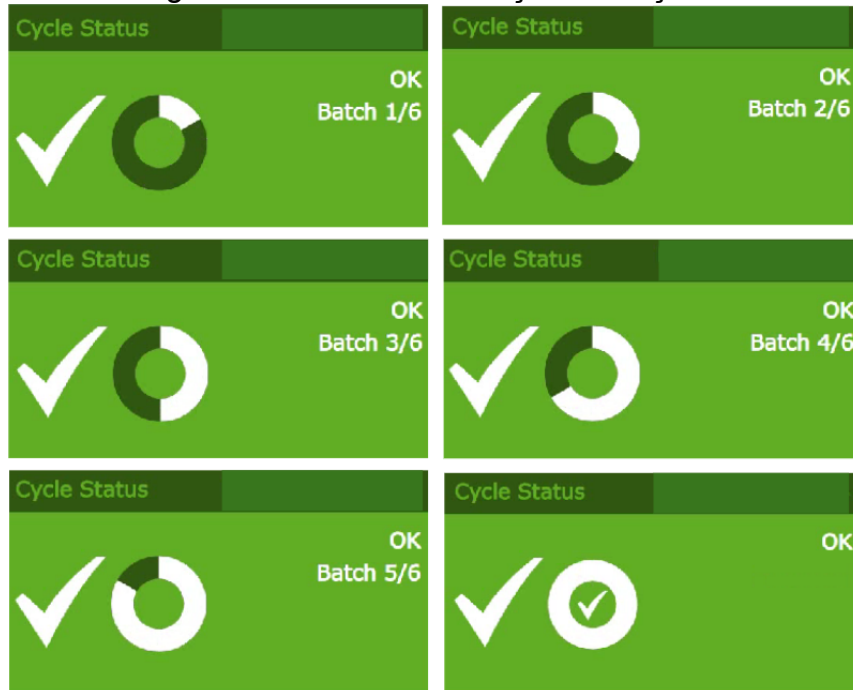 Cycle Status
OK
Batch 1/6
Cycle Status
OK
Batch 2/6
Cycle Status
OK
Batch 3/6
Cycle Status
OK
Batch 4/6
Cycle Status
OK
Batch 5/6
Cycle Status
OK